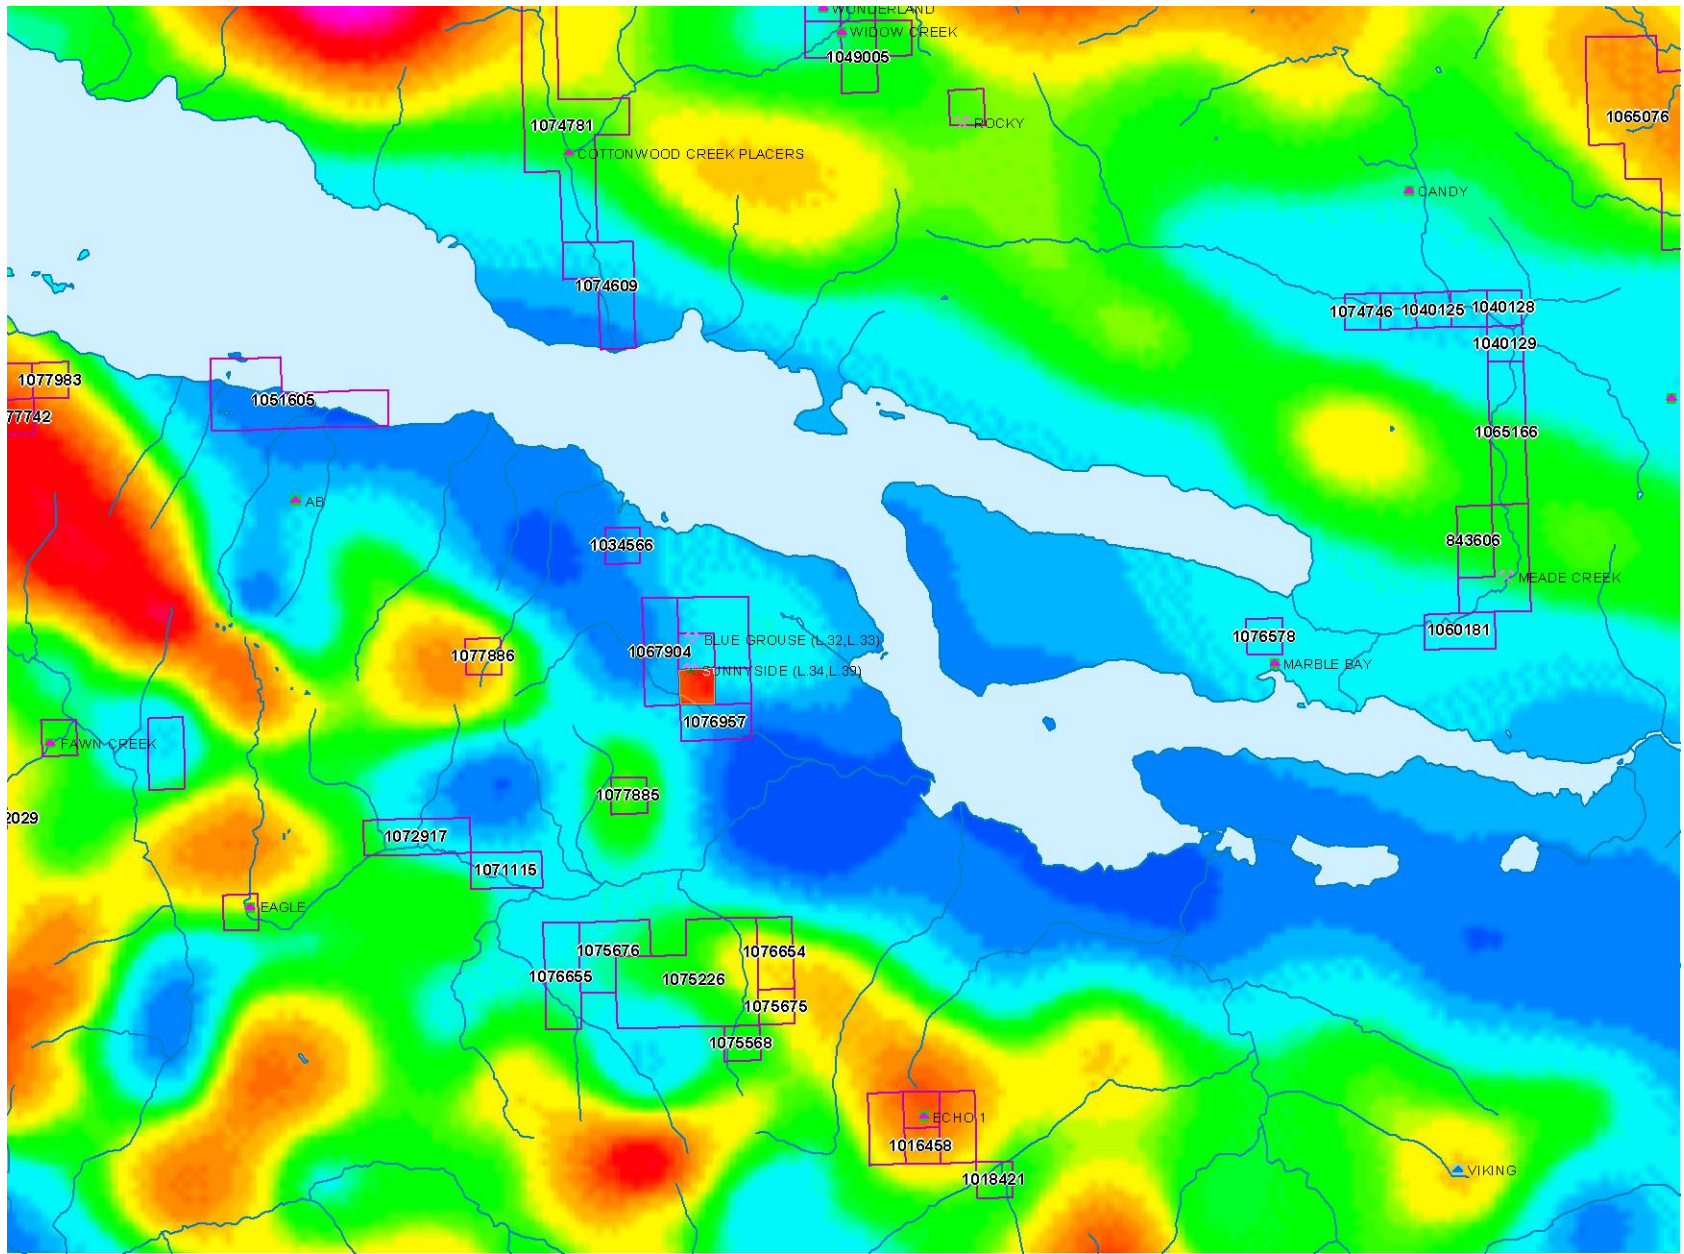 WONDERLAND
WIDOW CREEK
1049005
1065076
1074781
ROCKY
COTTONWOOD CREEK PLACERS
CANDY
1074609
1074746
1040125
1040128
1040129
1077983
77742
1051605
1065166
AB
1034566
843606
MEADE CREEK
1077886
1067904
BLUE GROUSE (L.32,L.33)
1076578
1060181
SUNNYSIDE (L.34,L.39)
MARBLE BAY
1076957
FAWN CREEK
1077885
2029
1072917
1071115
EAGLE
1075676
1076654
1076655
1075226
1075675
1075568
ECHO 1
1016458
1018421
VIKING